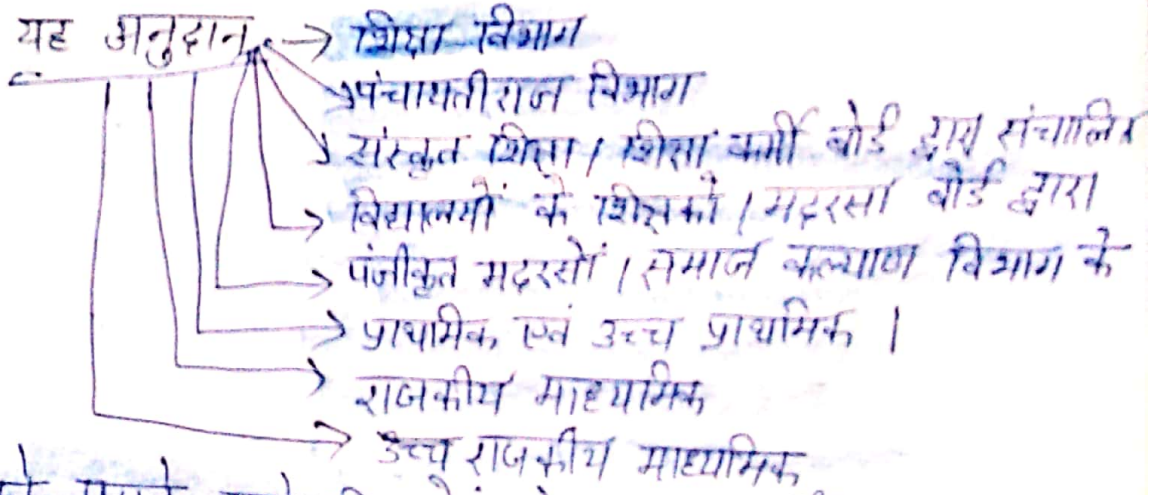 यह अनुदान → शिक्षा विभाग
पंचायतीराज विभाग
संस्कृत शिक्षा / शिक्षा कर्मी बोर्ड द्वारा संचालित
विद्यालयों के शिक्षकों / मदरसा बोर्ड द्वारा
पंजीकृत मदरसों / समाज कल्याण विभाग के
प्राथमिक एवं उच्च प्राथमिक ।
राजकीय माध्यमिक
उच्च राजकीय माध्यमिक